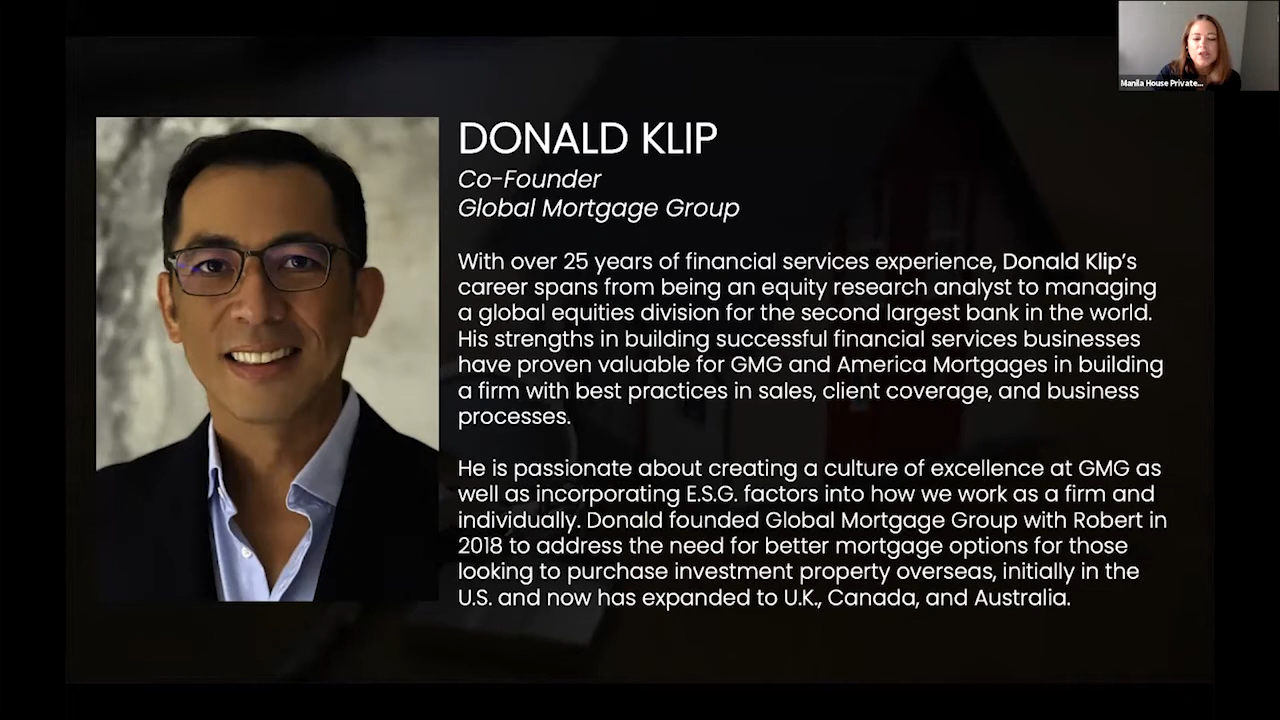 Manila House Private...
DONALD KLIP
Co-Founder
Global Mortgage Group
With over 25 years of financial services experience, Donald Klip's
career spans from being an equity research analyst to managing
a global equities division for the second largest bank in the world.
His strengths in building successful financial services businesses
have proven valuable for GMG and America Mortgages in building
a firm with best practices in sales, client coverage, and business
processes.
He is passionate about creating a culture of excellence at GMG as
well as incorporating E.S.G. factors into how we work as a firm and
individually. Donald founded Global Mortgage Group with Robert in
2018 to address the need for better mortgage options for those
looking to purchase investment property overseas, initially in the
U.S. and now has expanded to U.K., Canada, and Australia.